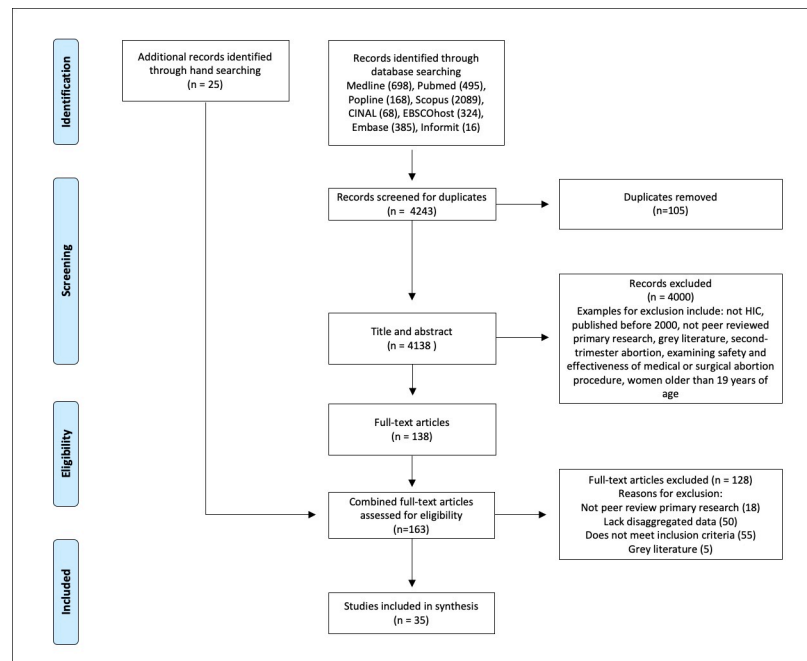 Identification
Additional records identified
through hand searching
(n = 25)
Records identified through
database searching
Medline (698), Pubmed (495),
Popline (168), Scopus (2089),
CINAL (68), EBSCOhost (324),
Embase (385), Informit (16)
Screening
Records screened for duplicates
(n = 4243)
Duplicates removed
(n=105)
Title and abstract
(n = 4138 )
Records excluded
(n = 4000)
Examples for exclusion include: not HIC,
published before 2000, not peer reviewed
primary research, grey literature, second-
trimester abortion, examining safety and
effectiveness of medical or surgical abortion
procedure, women older than 19 years of
age
Eligibility
Full-text articles
(n = 138)
Combined full-text articles
assessed for eligibility
(n=163)
Full-text articles excluded (n = 128)
Reasons for exclusion:
Not peer review primary research (18)
Lack disaggregated data (50)
Does not meet inclusion criteria (55)
Grey literature (5)
Included
Studies included in synthesis
(n = 35)